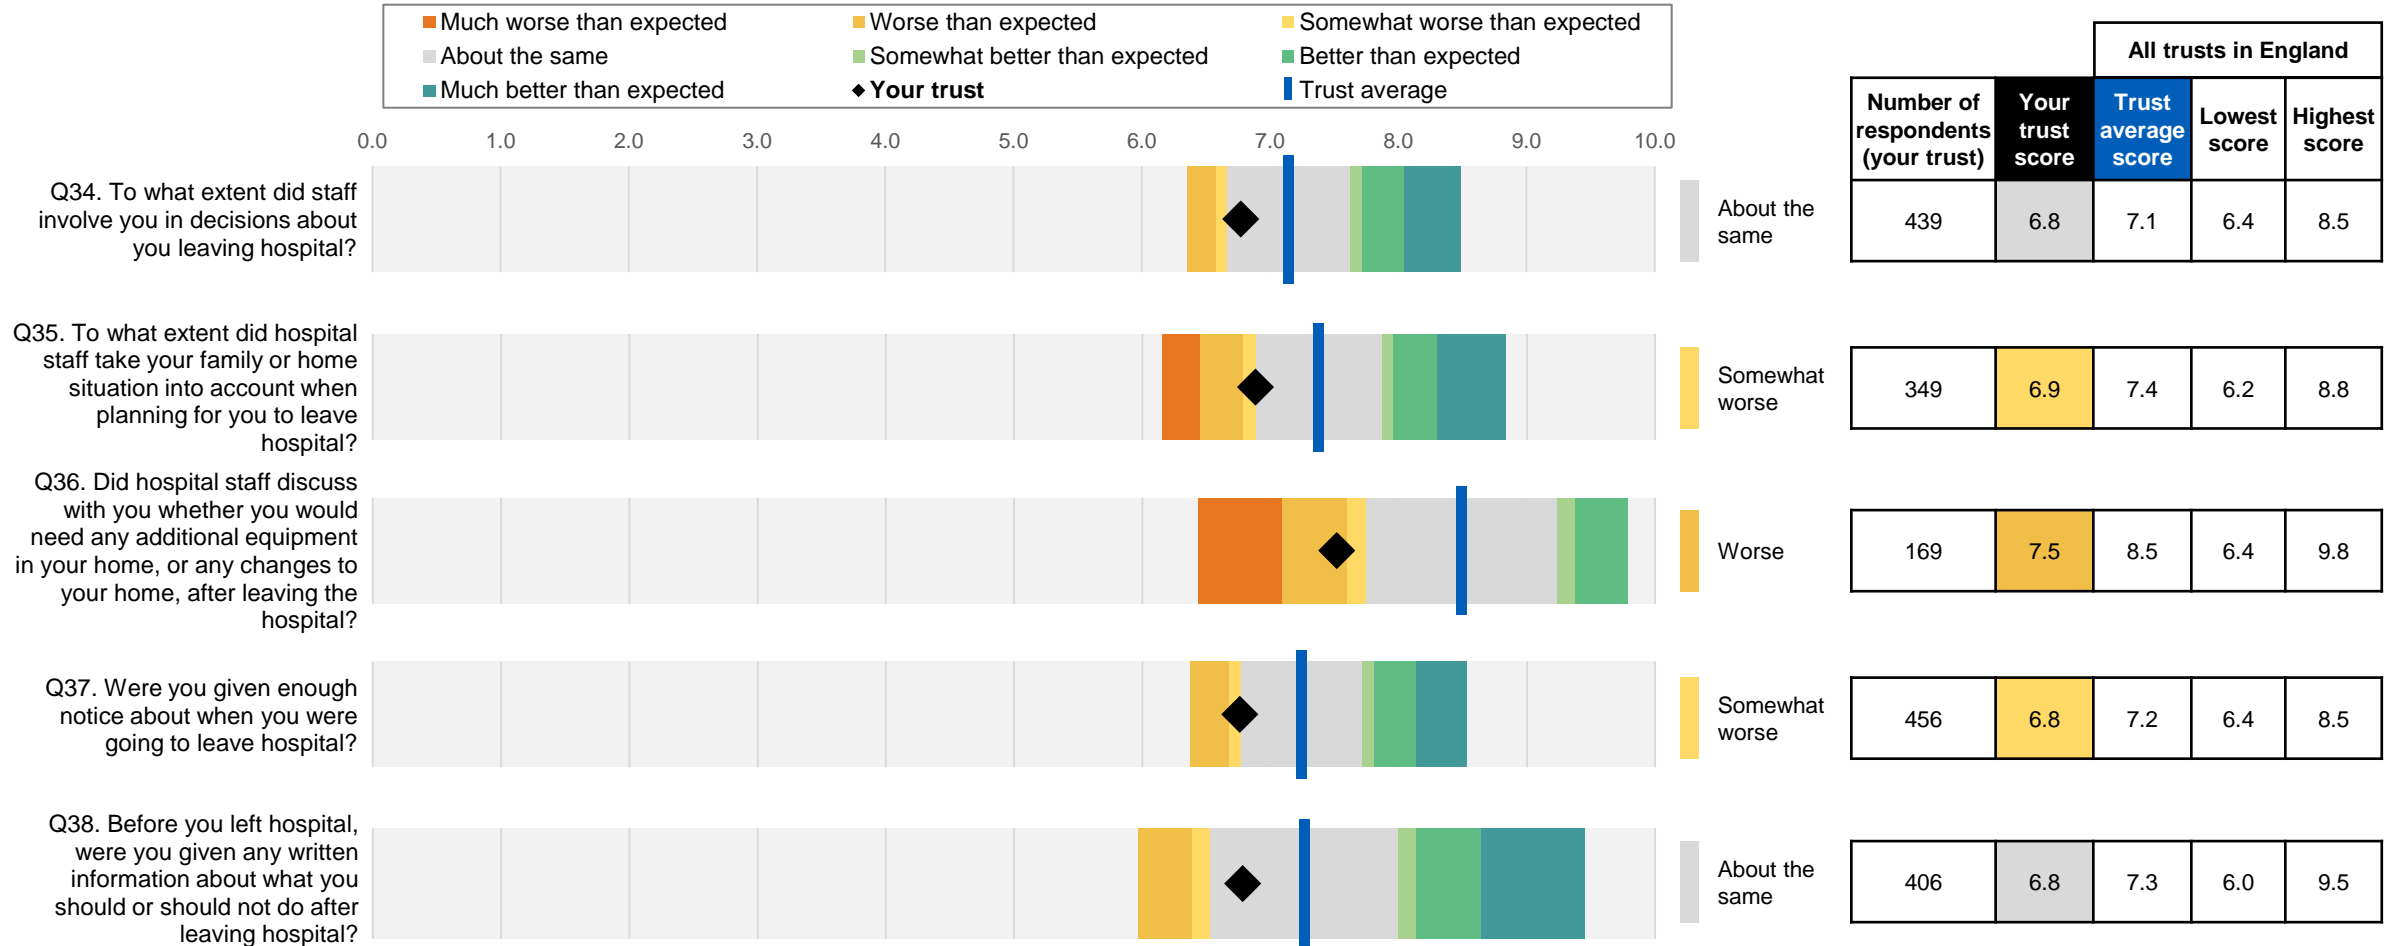 Much worse than expected
Worse than expected
Somewhat worse than expected
About the same
Somewhat better than expected
Better than expected
Much better than expected
Your trust
Trust average
All trusts in England
Number of
respondents
(your trust)
Your
trust
score
Trust
average
score
Lowest
score
Highest
score
0.0 1.0 2.0 3.0 4.0 5.0 6.0 7.0 8.0 9.0 10.0
Q34. To what extent did staff
involve you in decisions about
you leaving hospital?
About the
same
439 6.8 7.1 6.4 8.5
Q35. To what extent did hospital
staff take your family or home
situation into account when
planning for you to leave
hospital?
Somewhat
worse
349 6.9 7.4 6.2 8.8
Q36. Did hospital staff discuss
with you whether you would
need any additional equipment
in your home, or any changes to
your home, after leaving the
hospital?
Worse
169 7.5 8.5 6.4 9.8
Q37. Were you given enough
notice about when you were
going to leave hospital?
Somewhat
worse
456 6.8 7.2 6.4 8.5
Q38. Before you left hospital,
were you given any written
information about what you
should or should not do after
leaving hospital?
About the
same
406 6.8 7.3 6.0 9.5